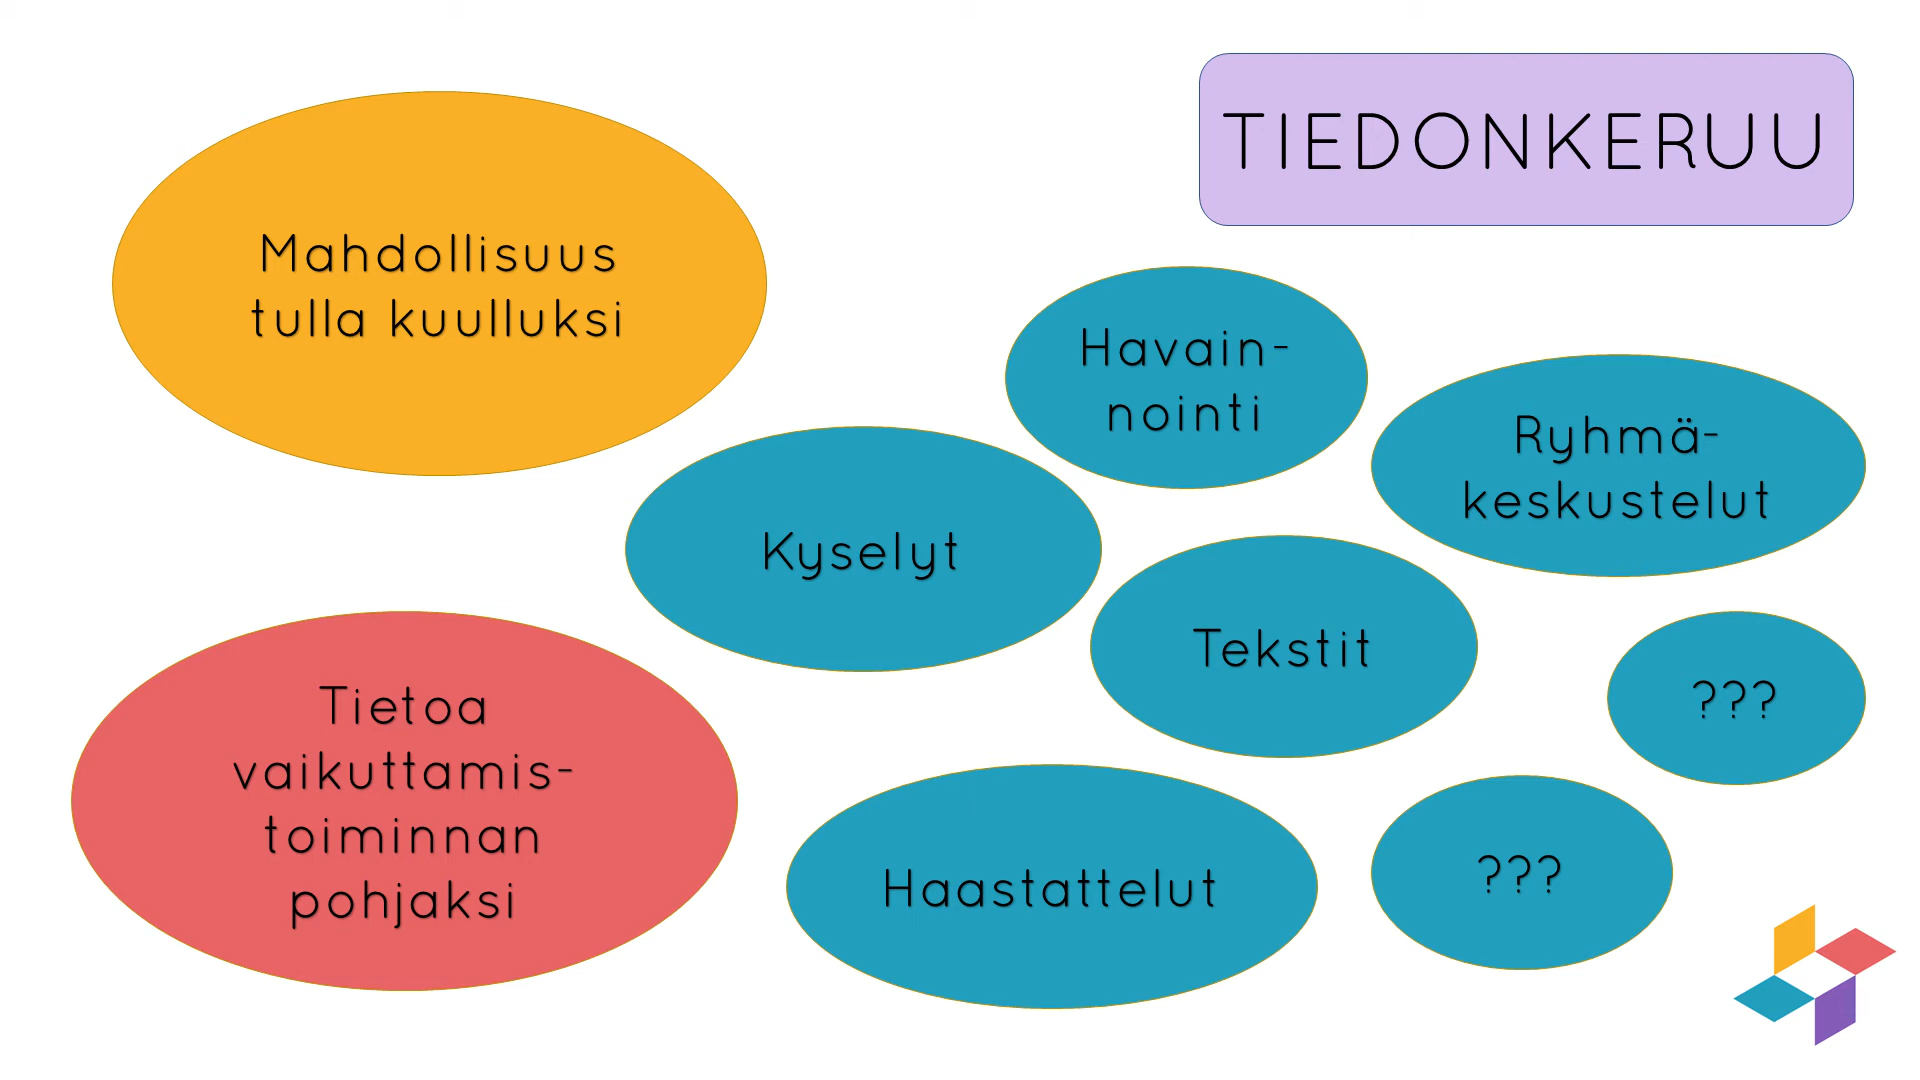 TIEDONKERUU
Mahdollisuus
tulla kuulluksi
Havain-
nointi
Ryhmä-
keskustelut
Kyselyt
Tekstit
Tietoa
vaikuttamis-
toiminnan
pohjaksi
???
Haastattelut
???